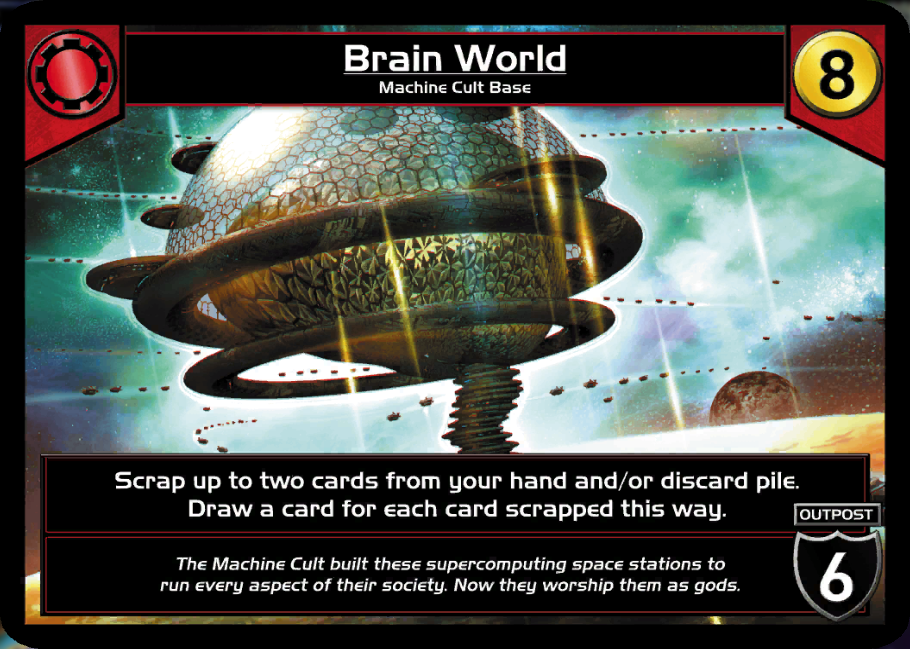 Brain World
Machine Cult Base
8
Scrap up to two cards from your hand and/or discard pile.
Draw a card for each card scrapped this way.
OUTPOST
6
The Machine Cult built these supercomputing space stations to
run every aspect of their society. Now they worship them as gods.